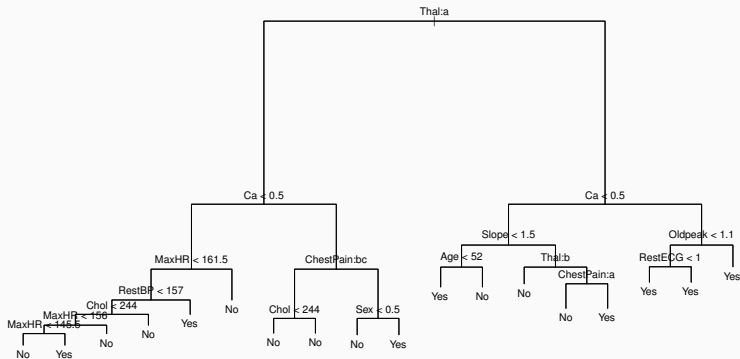 Thal:a
Ca < 0.5
Ca < 0.5
Slope < 1.5
Oldpeak < 1.1
MaxHR < 161.5
ChestPain:bc
Age < 52
Thal:b
RestECG < 1
ChestPain:a
Yes
RestBP < 157
Yes
No
No
Yes
Yes
Chol < 244
No
Chol < 244
Sex < 0.5
No
Yes
MaxHR < 156
Yes
MaxHR < 145.5
No
No
No
No
No
Yes
No
Yes